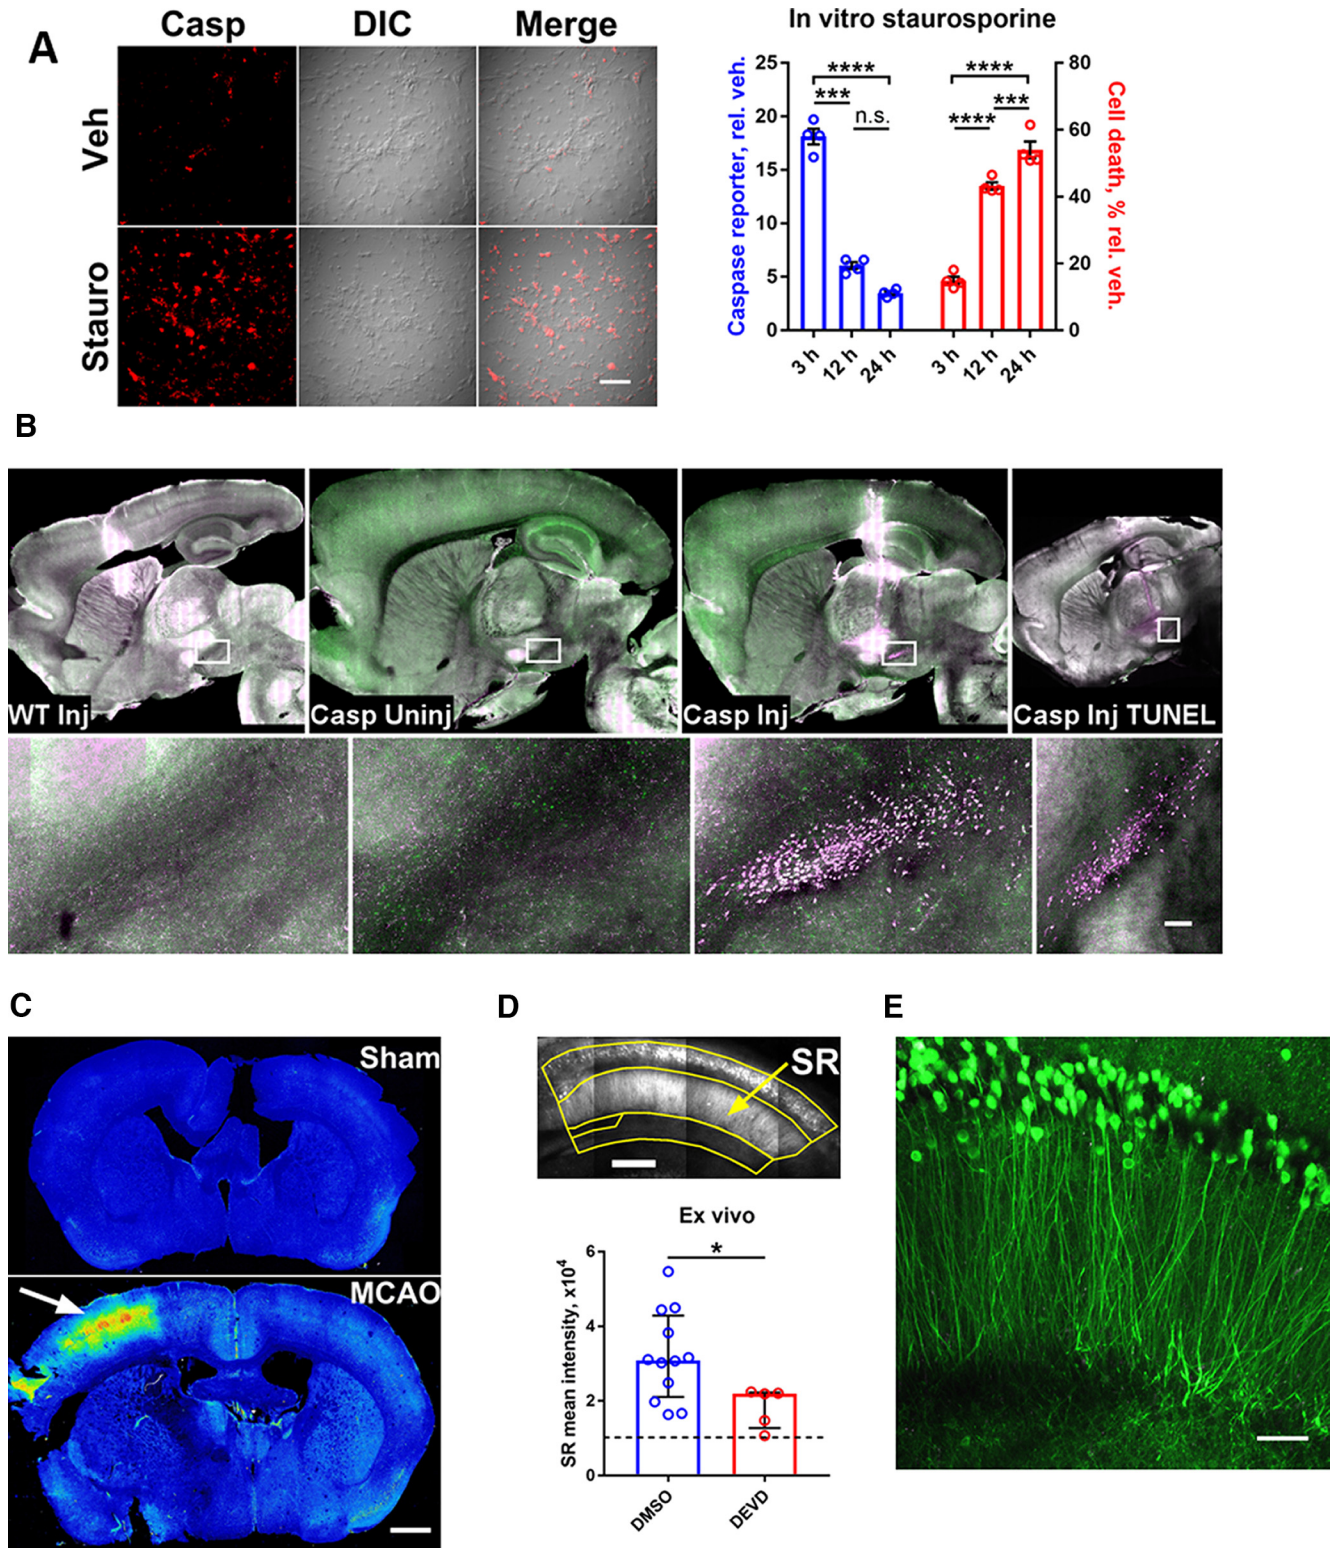 A
Casp
DIC
Merge
Veh
Stauro
In vitro staurosporine
Caspase reporter, rel. veh.
25
20
15
10
5
0
****
***
n.s.
****
***
****
80
60
40
20
0
Cell death, % rel. veh.
3 h
12 h
24 h
3 h
12 h
24 h
B
WT Inj
Casp Uninj
Casp Inj
Casp Inj TUNEL
C
Sham
MCAO
D
SR
Ex vivo
SR mean intensity, x10⁴
6
4
2
0
*
DMSO
DEVD
E